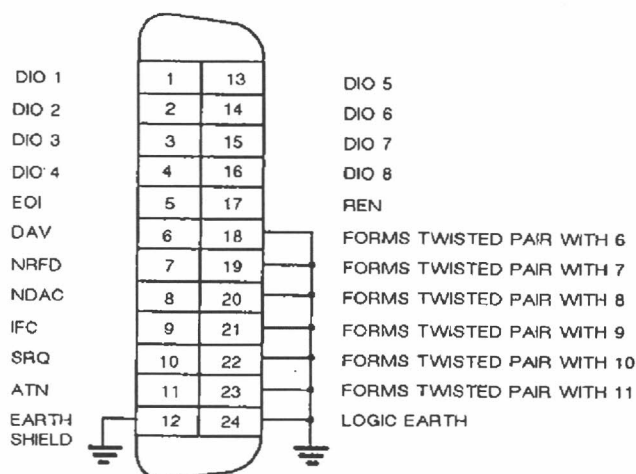 DIO 1 1 13 DIO 5
DIO 2 2 14 DIO 6
DIO 3 3 15 DIO 7
DIO 4 4 16 DIO 8
EOI 5 17 REN
DAV 6 18 FORMS TWISTED PAIR WITH 6
NRFD 7 19 FORMS TWISTED PAIR WITH 7
NDAC 8 20 FORMS TWISTED PAIR WITH 8
IFC 9 21 FORMS TWISTED PAIR WITH 9
SRQ 10 22 FORMS TWISTED PAIR WITH 10
ATN 11 23 FORMS TWISTED PAIR WITH 11
EARTH 12 24 LOGIC EARTH
SHIELD